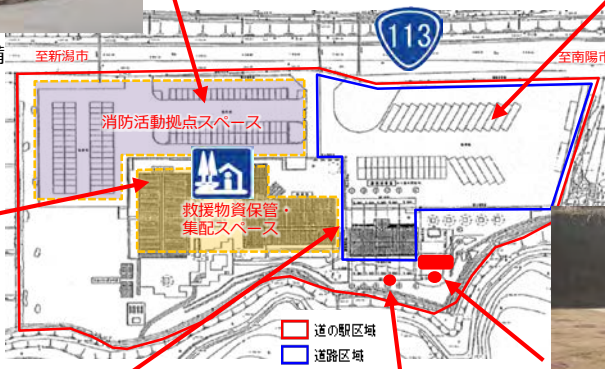 備
113
至新潟市
至南陽市
消防活動拠点スペース
救援物資保管・
集配スペース
道の駅区域
道路区域